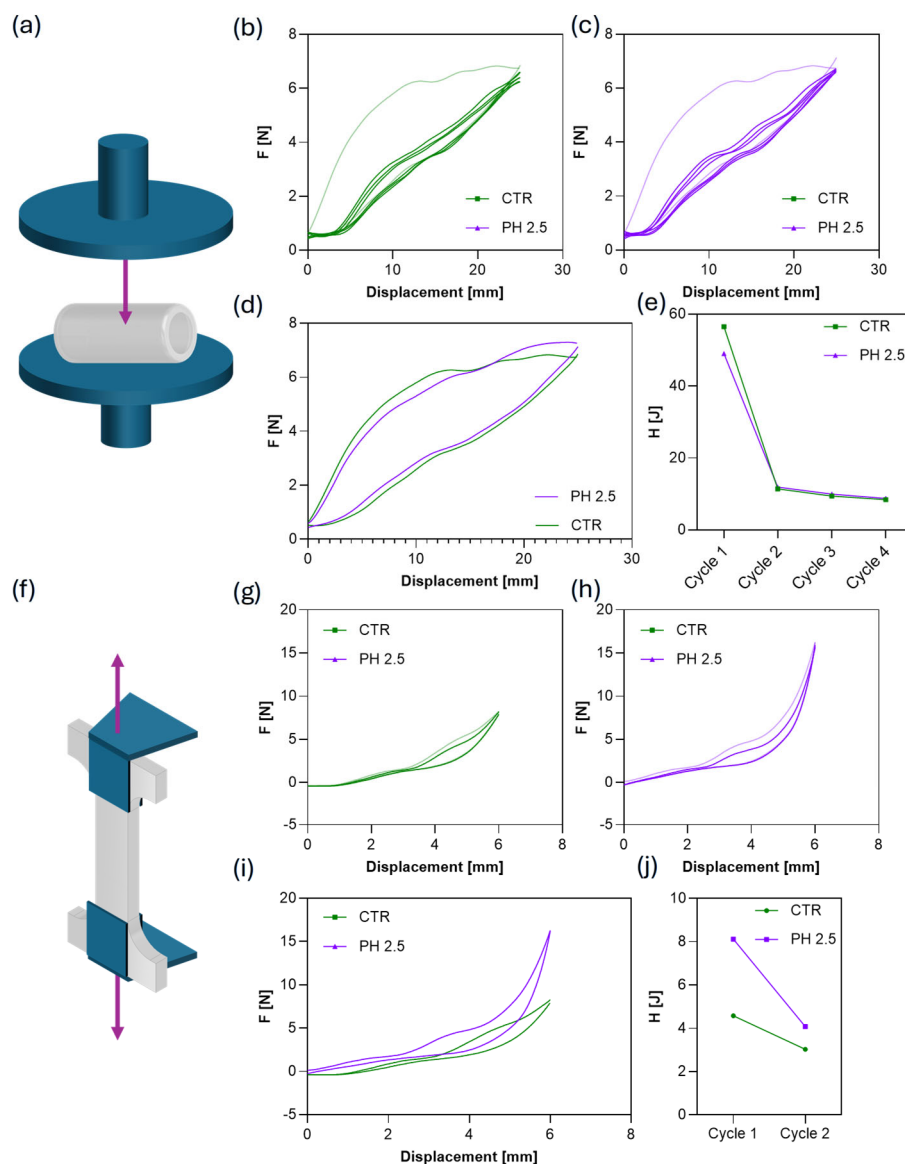 (a)
(b)
8
6
4
2
0
F [N]
0
10
20
30
Displacement [mm]
CTR
PH 2.5
(c)
8
6
4
2
0
F [N]
0
10
20
30
Displacement [mm]
CTR
PH 2.5
(d)
8
6
4
2
0
F [N]
0
10
20
30
Displacement [mm]
PH 2.5
CTR
(e)
60
40
20
0
H [J]
CTR
PH 2.5
Cycle 1
Cycle 2
Cycle 3
Cycle 4
(f)
(g)
20
15
10
5
0
-5
F [N]
0
2
4
6
8
Displacement [mm]
CTR
PH 2.5
(h)
20
15
10
5
0
-5
F [N]
0
2
4
6
8
Displacement [mm]
CTR
PH 2.5
(i)
20
15
10
5
0
-5
F [N]
0
2
4
6
8
Displacement [mm]
CTR
PH 2.5
(j)
10
8
6
4
2
0
H [J]
CTR
PH 2.5
Cycle 1
Cycle 2